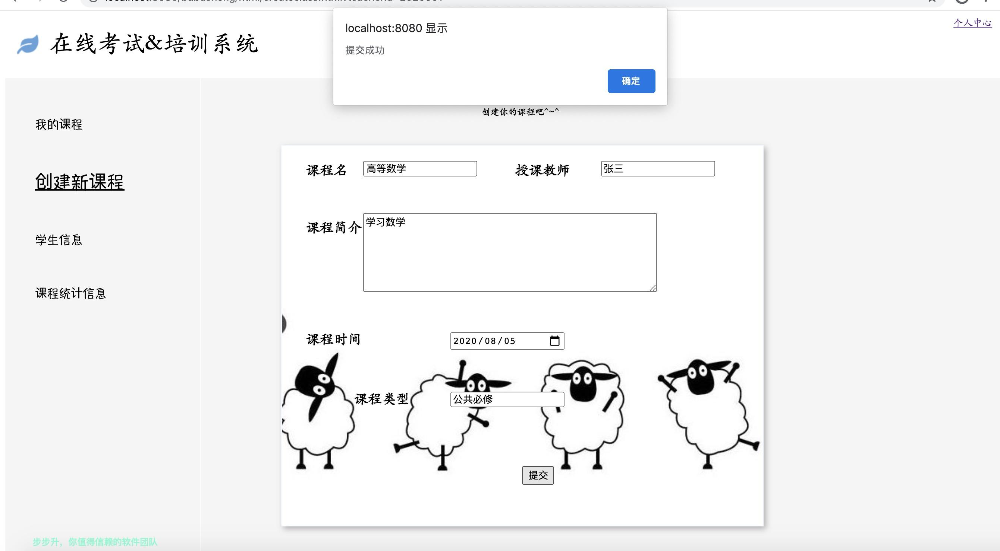 localhost:8080 显示
提交成功
确定
个人中心
在线考试&培训系统
我的课程
创建新课程
学生信息
课程统计信息
步步升，你值得信赖的软件团队
创建你的课程吧^~^
课程名 高等数学 授课教师 张三
课程简介 学习数学
课程时间 2020/08/05
课程类型 公共必修
提交